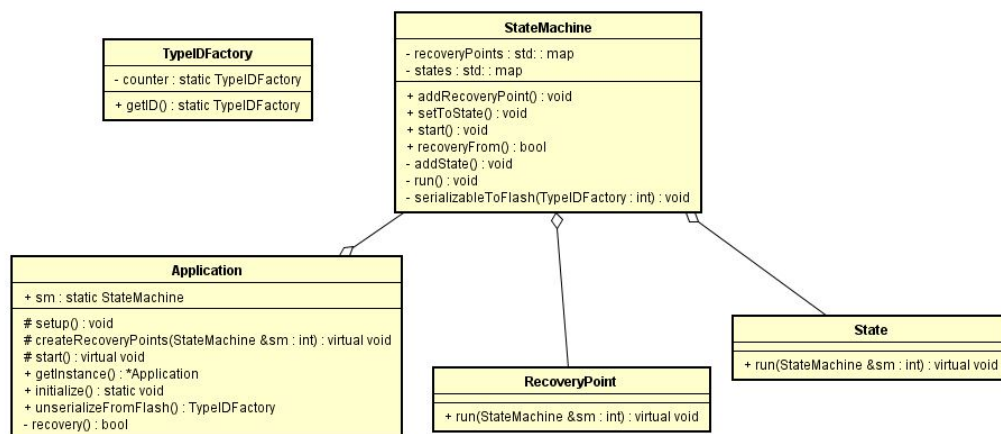 TypeIDFactory
- counter : static TypeIDFactory
+ getID() : static TypeIDFactory
StateMachine
- recoveryPoints : std: : map
- states : std: : map
+ addRecoveryPoint() : void
+ setToState() : void
+ start() : void
+ recoveryFrom() : bool
- addState() : void
- run() : void
- serializableToFlash(TypeIDFactory : int) : void
Application
+ sm : static StateMachine
# setup() : void
# createRecoveryPoints(StateMachine &sm : int) : virtual void
# start() : virtual void
+ getInstance() : *Application
+ initialize() : static void
+ unserializeFromFlash() : TypeIDFactory
- recovery() : bool
RecoveryPoint
+ run(StateMachine &sm : int) : virtual void
State
+ run(StateMachine &sm : int) : virtual void